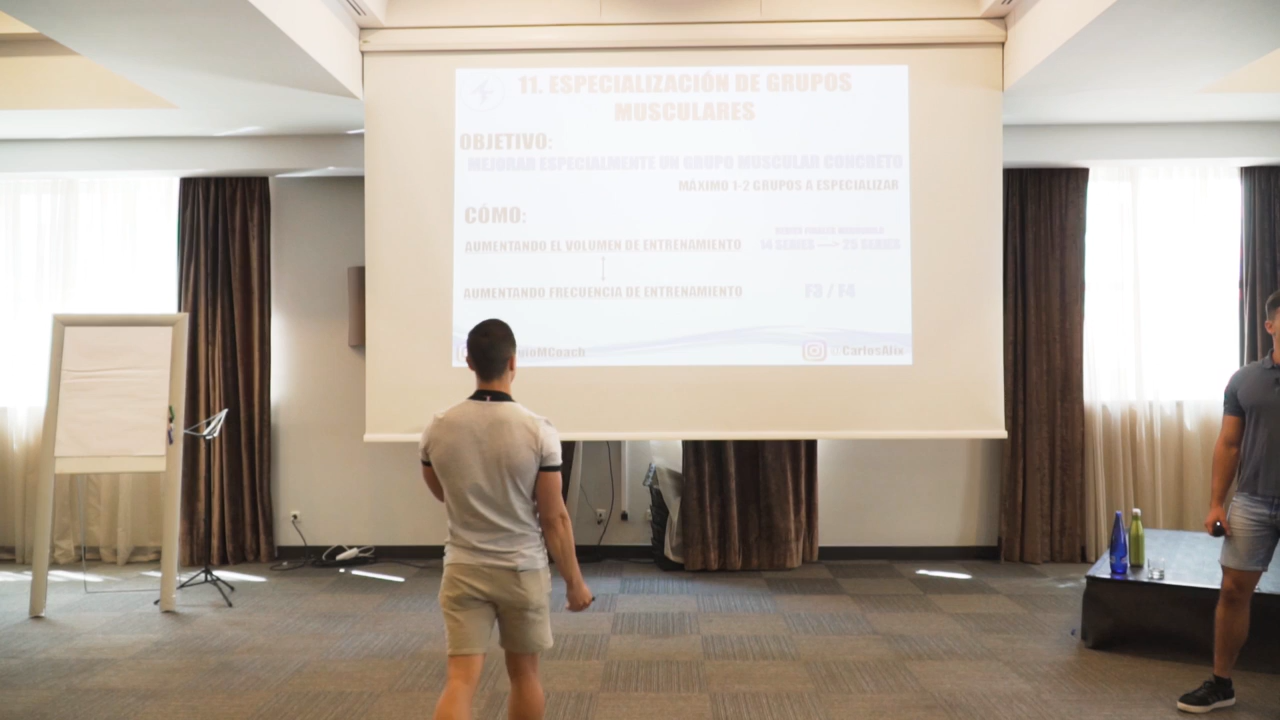 11. ESPECIALIZACIÓN DE GRUPOS
MUSCULARES
OBJETIVO:
MEJORAR ESPECIALMENTE UN GRUPO MUSCULAR CONCRETO
MÁXIMO 1-2 GRUPOS A ESPECIALIZAR
CÓMO:
AUMENTANDO EL VOLUMEN DE ENTRENAMIENTO
14 SERIES ---> 25 SERIES
AUMENTANDO FRECUENCIA DE ENTRENAMIENTO
F3 / F4
@CarlosAlix